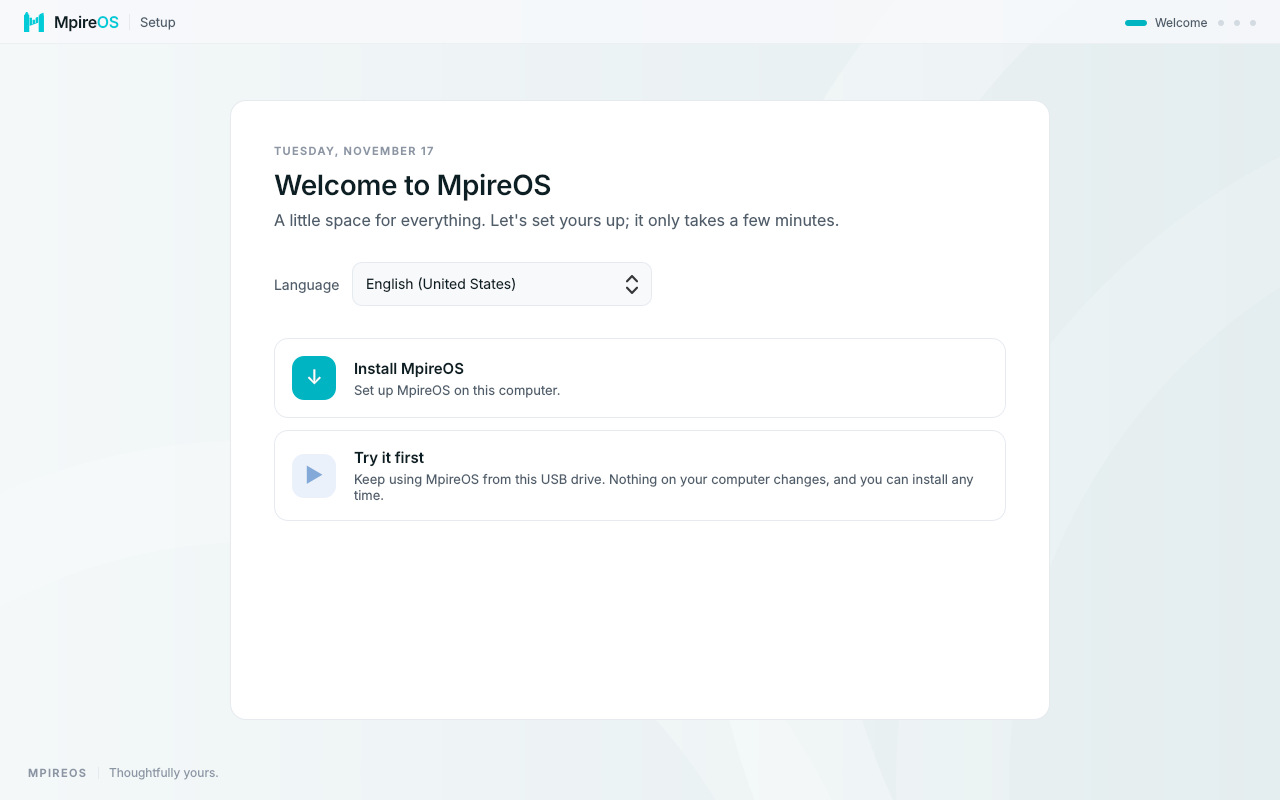 MpireOS
Setup
Welcome
TUESDAY, NOVEMBER 17
Welcome to MpireOS
A little space for everything. Let's set yours up; it only takes a few minutes.
Language
English (United States)
Install MpireOS
Set up MpireOS on this computer.
Try it first
Keep using MpireOS from this USB drive. Nothing on your computer changes, and you can install any
time.
MPIREOS
Thoughtfully yours.